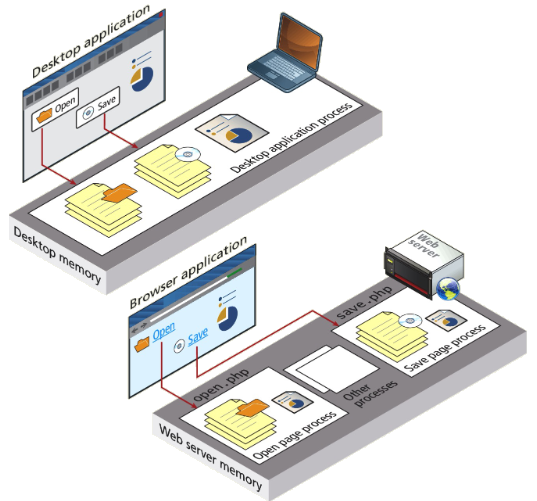 Desktop application
Open
Save
Desktop application process
Desktop memory
Browser application
Open
Save
Web
server
save.php
Save page process
open.php
Other
processes
Open page process
Web server memory